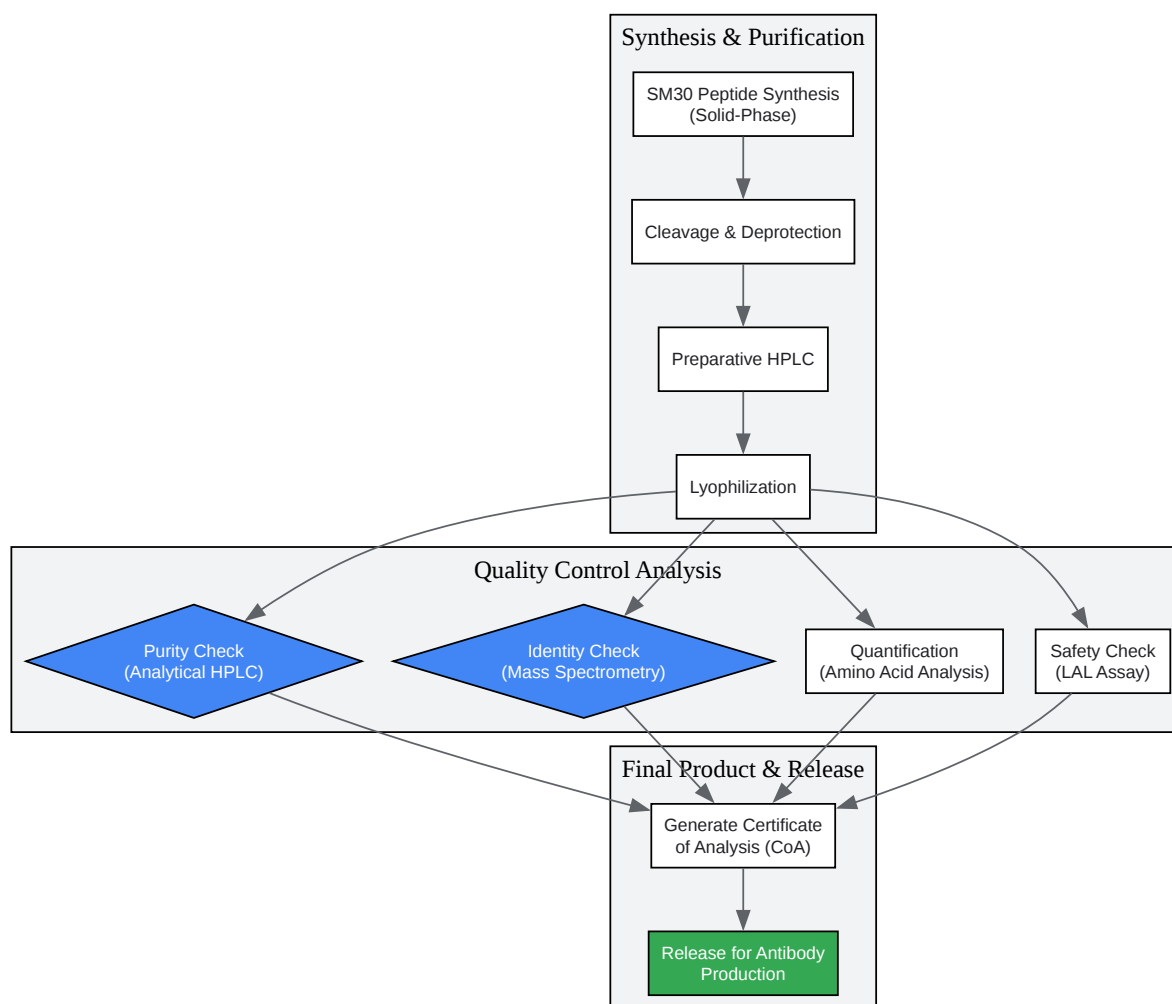 Synthesis & Purification
SM30 Peptide Synthesis
(Solid-Phase)
Cleavage & Deprotection
Preparative HPLC
Lyophilization
Quality Control Analysis
Purity Check
(Analytical HPLC)
Identity Check
(Mass Spectrometry)
Quantification
(Amino Acid Analysis)
Safety Check
(LAL Assay)
Final Product & Release
Generate Certificate
of Analysis (CoA)
Release for Antibody
Production